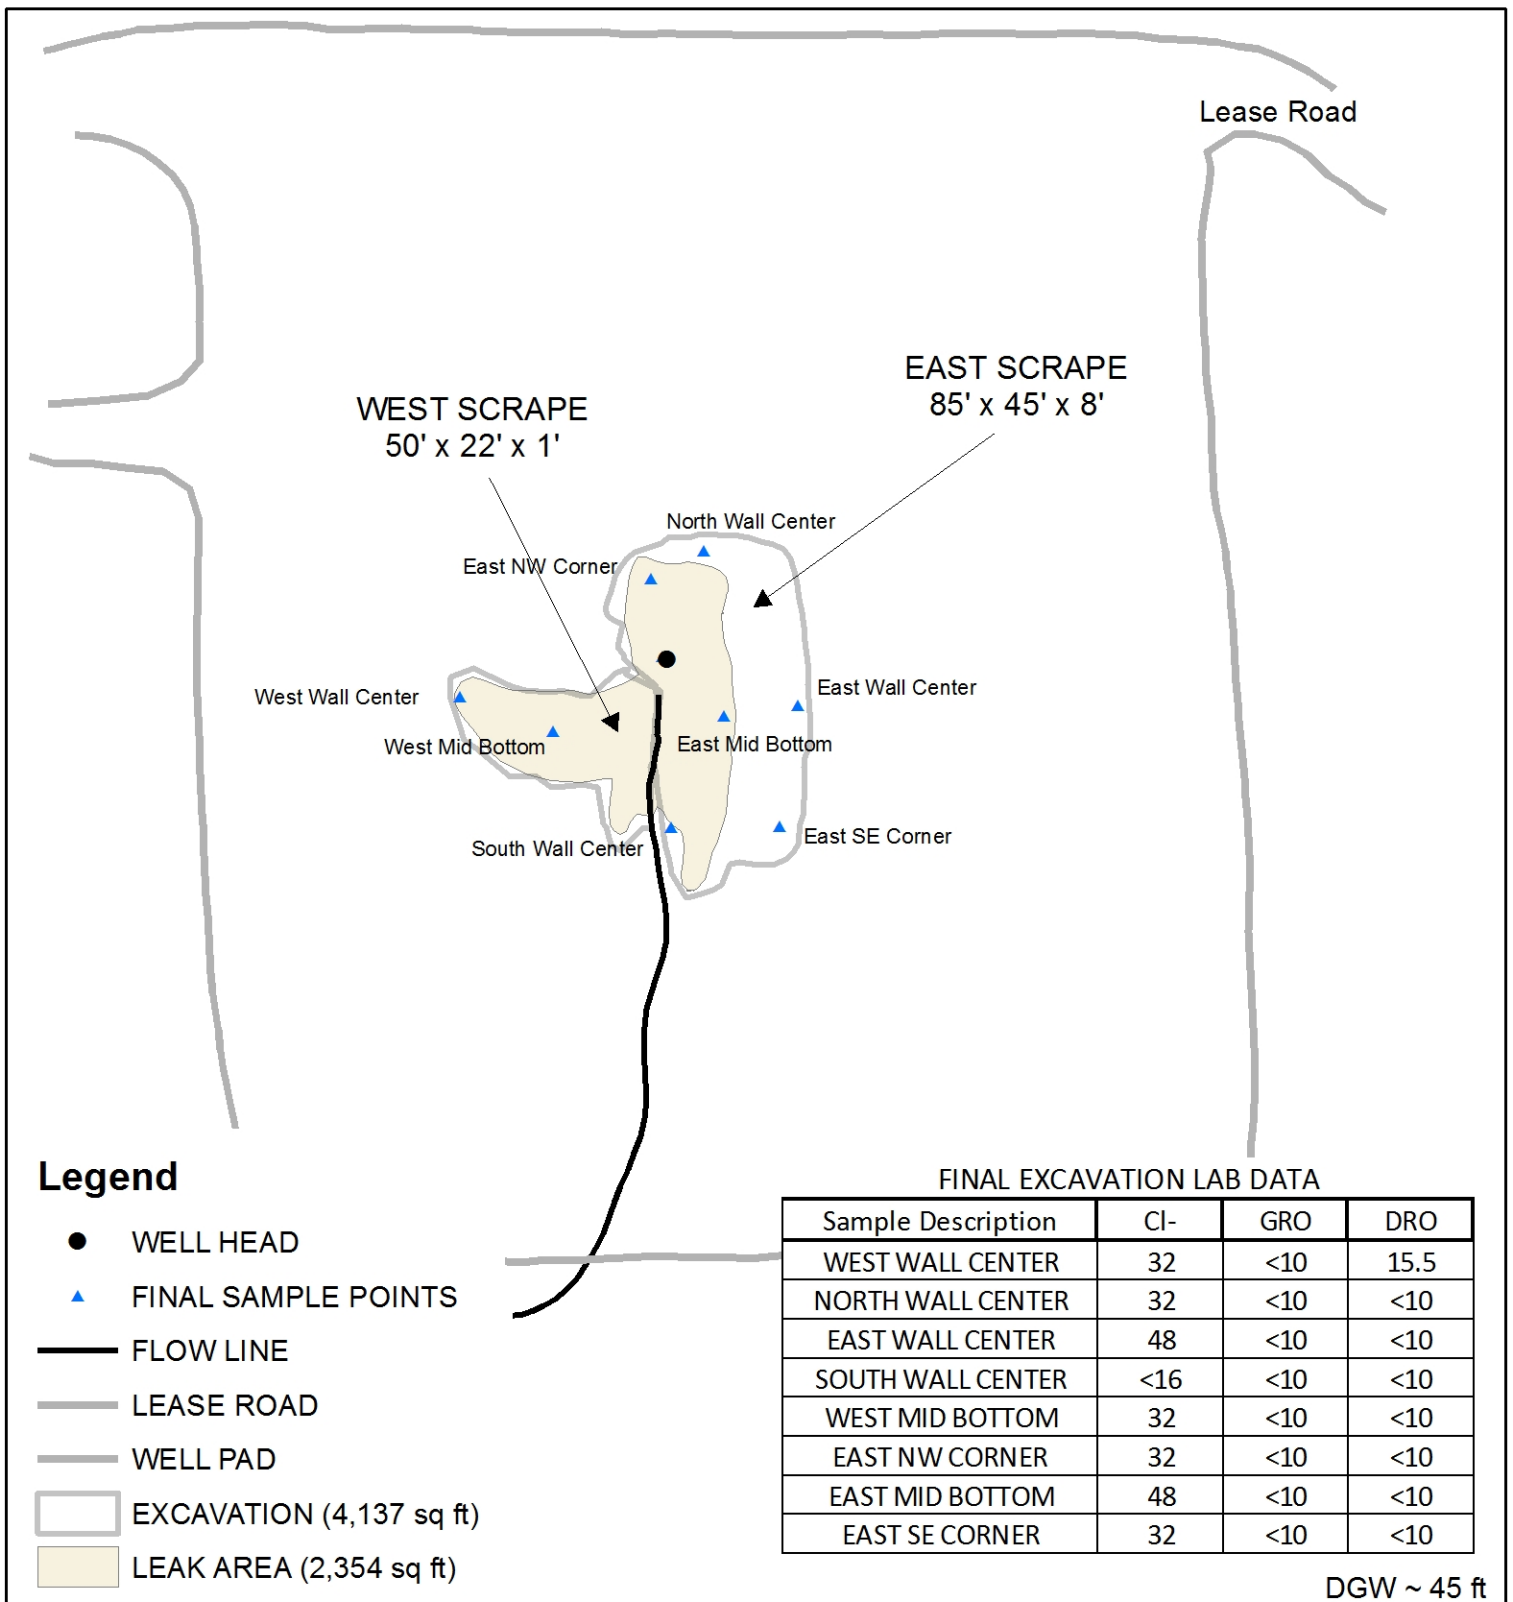 Lease Road
EAST SCRAPE
85' x 45' x 8'
WEST SCRAPE
50' x 22' x 1'
North Wall Center
East NW Corner
West Wall Center
East Wall Center
West Mid Bottom
East Mid Bottom
South Wall Center
East SE Corner
Legend
WELL HEAD
FINAL SAMPLE POINTS
FLOW LINE
LEASE ROAD
WELL PAD
EXCAVATION (4,137 sq ft)
LEAK AREA (2,354 sq ft)
FINAL EXCAVATION LAB DATA
Sample Description Cl- GRO DRO
WEST WALL CENTER 32 <10 15.5
NORTH WALL CENTER 32 <10 <10
EAST WALL CENTER 48 <10 <10
SOUTH WALL CENTER <16 <10 <10
WEST MID BOTTOM 32 <10 <10
EAST NW CORNER 32 <10 <10
EAST MID BOTTOM 48 <10 <10
EAST SE CORNER 32 <10 <10
DGW ~ 45 ft